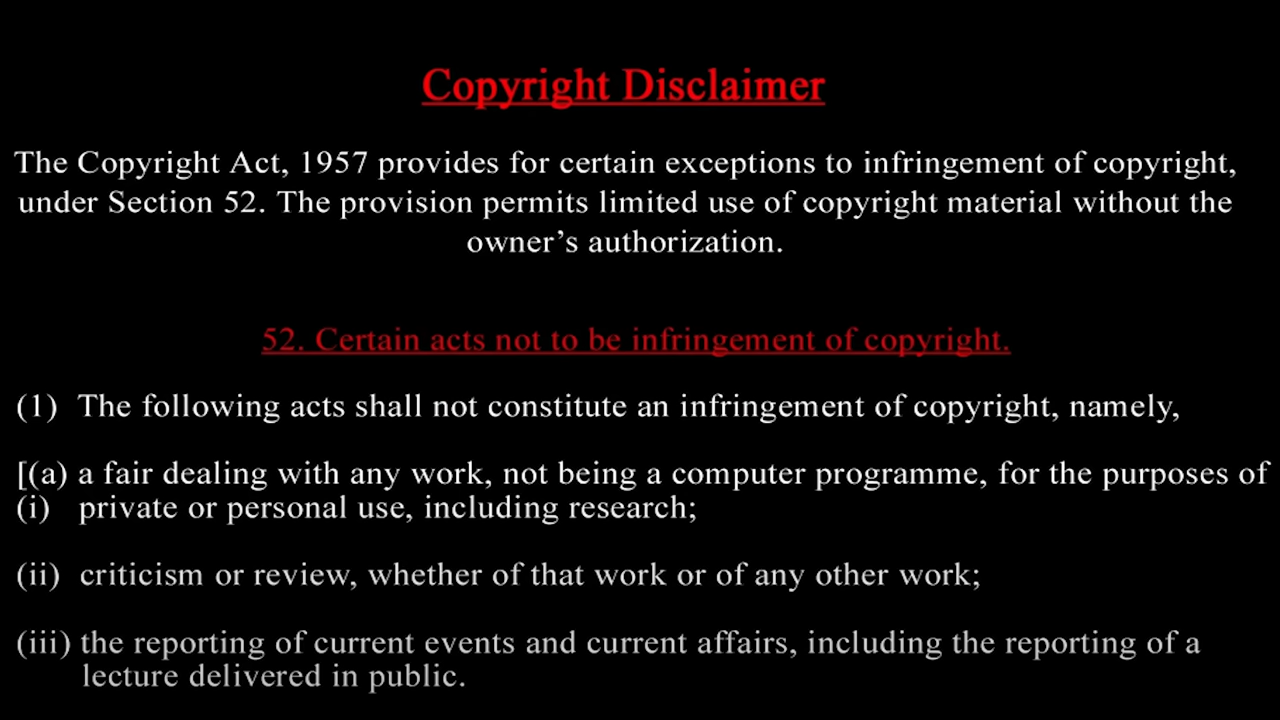 Copyright Disclaimer
The Copyright Act, 1957 provides for certain exceptions to infringement of copyright,
under Section 52. The provision permits limited use of copyright material without the
owner’s authorization.
52. Certain acts not to be infringement of copyright.
(1) The following acts shall not constitute an infringement of copyright, namely,
[(a) a fair dealing with any work, not being a computer programme, for the purposes of
(i) private or personal use, including research;
(ii) criticism or review, whether of that work or of any other work;
(iii) the reporting of current events and current affairs, including the reporting of a
lecture delivered in public.